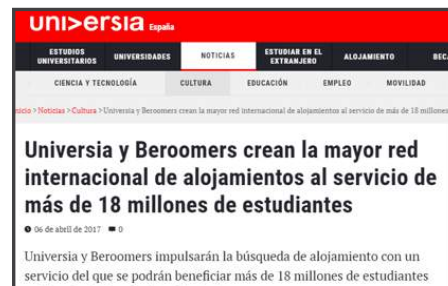 uni>ersia España
ESTUDIOS UNIVERSITARIOS UNIVERSIDADES NOTICIAS ESTUDIAR EN EL EXTRANJERO ALOJAMIENTO BEC
CIENCIA Y TECNOLOGÍA CULTURA EDUCACIÓN EMPLEO MOVILIDAD
> Noticias > Cultura > Universia y Beroomers crean la mayor red internacional de alojamientos al servicio de más de 18 millones
Universia y Beroomers crean la mayor red
internacional de alojamientos al servicio de
más de 18 millones de estudiantes
06 de abril de 2017 0
Universia y Beroomers impulsarán la búsqueda de alojamiento con un
servicio del que se podrán beneficiar más de 18 millones de estudiantes